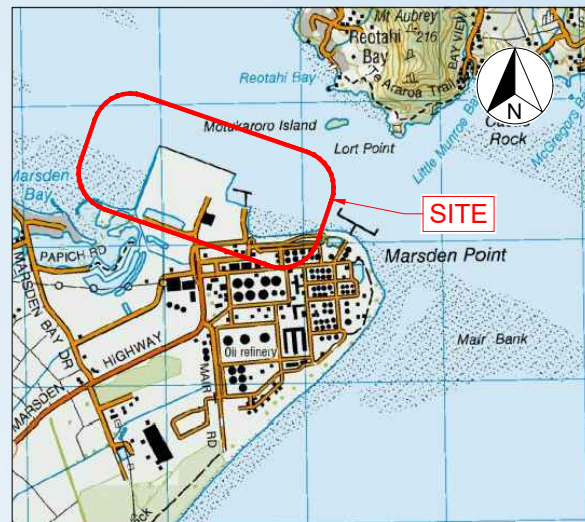 Mt Aubrey
216
Reotahi
Bay
BAY VIEW
Te Araroa Trail
Reotahi Bay
Motukaroro Island
Lort Point
Little Munroe Bay
Rock
McGregors
N
Marsden
Bay
SITE
PAPICH RD
Marsden Point
MARSDEN BAY DR
Mair Bank
HIGHWAY
Oil refinery
MARSDEN
MAIR
RD